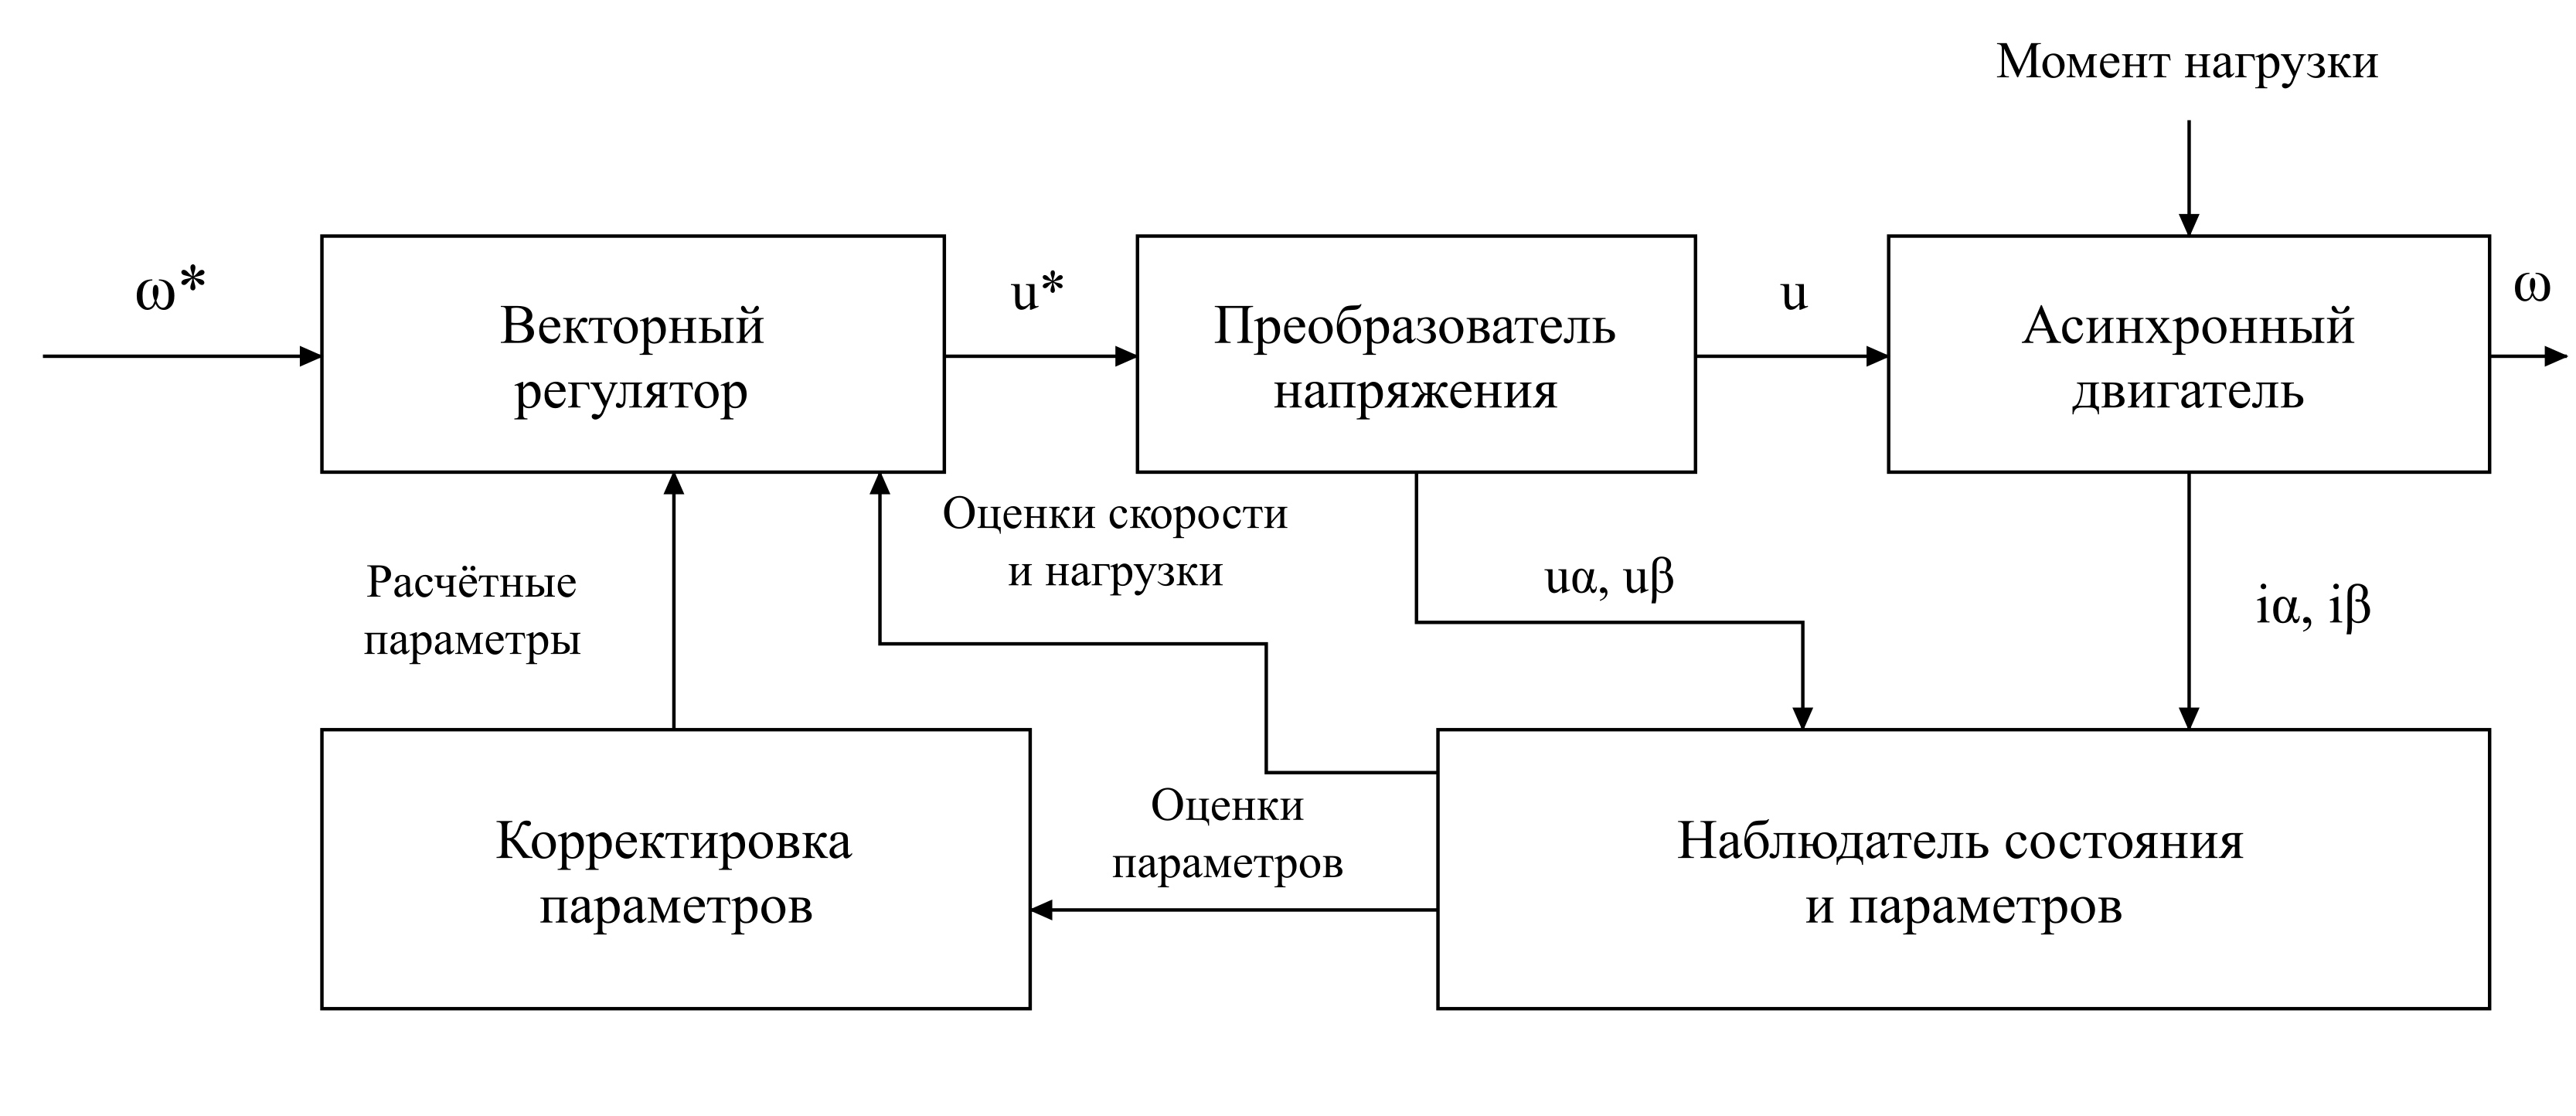 Момент нагрузки
ω*
Векторный
регулятор
u*
Преобразователь
напряжения
u
Асинхронный
двигатель
ω
Оценки скорости
и нагрузки
Расчётные
параметры
uα, uβ
iα, iβ
Корректировка
параметров
Оценки
параметров
Наблюдатель состояния
и параметров